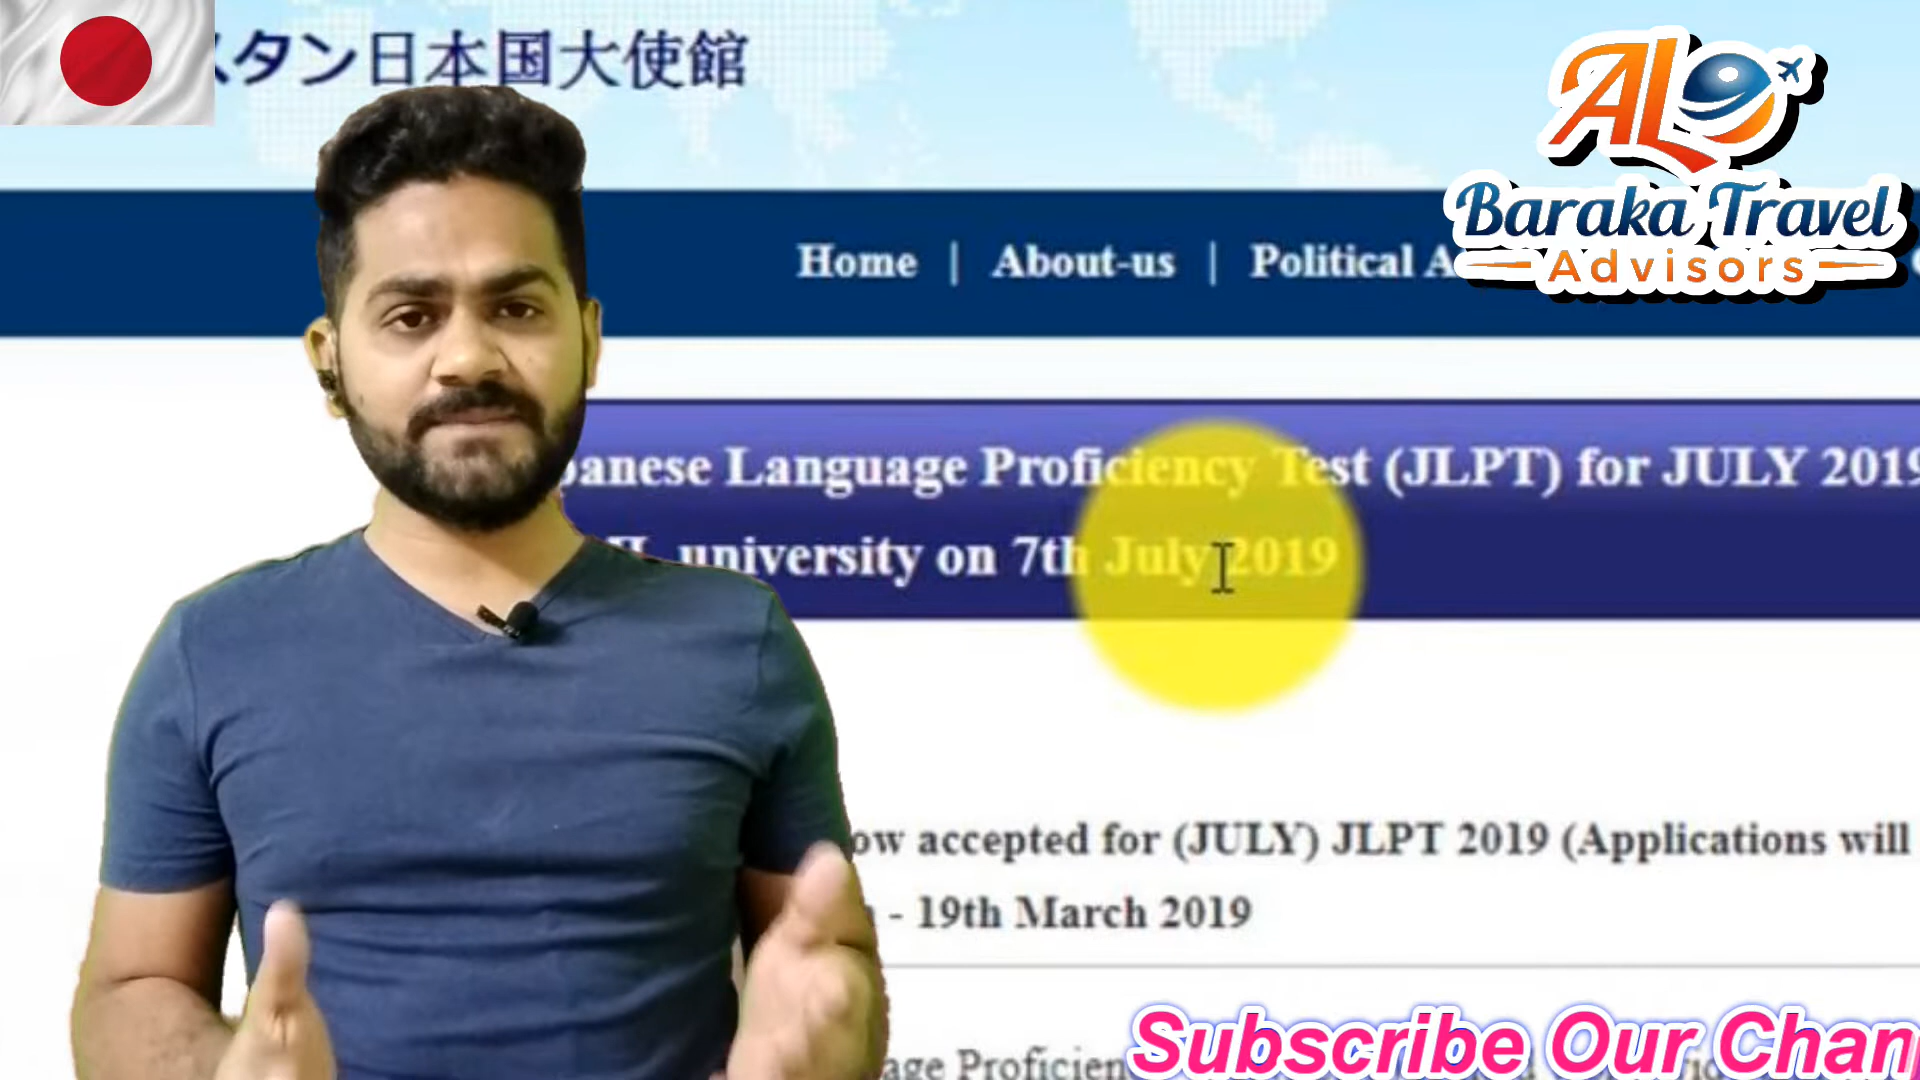 スタン日本国大使館
ALO
Baraka Travel
Advisors
Home | About-us | Political A
panese Language Proficiency Test (JLPT) for JULY 2019
university on 7th July 2019
ow accepted for (JULY) JLPT 2019 (Applications will
- 19th March 2019
age Proficien
Subscribe Our Chan